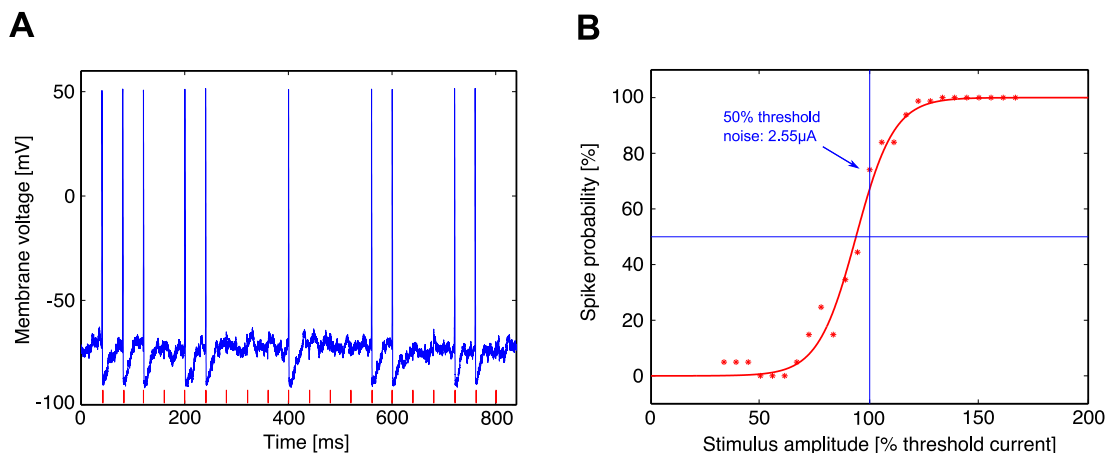 A
50
0
-50
-100
Membrane voltage [mV]
0
200
400
600
800
Time [ms]
B
100
80
60
40
20
0
Spike probability [%]
50% threshold
noise: 2.55µA
0
50
100
150
200
Stimulus amplitude [% threshold current]